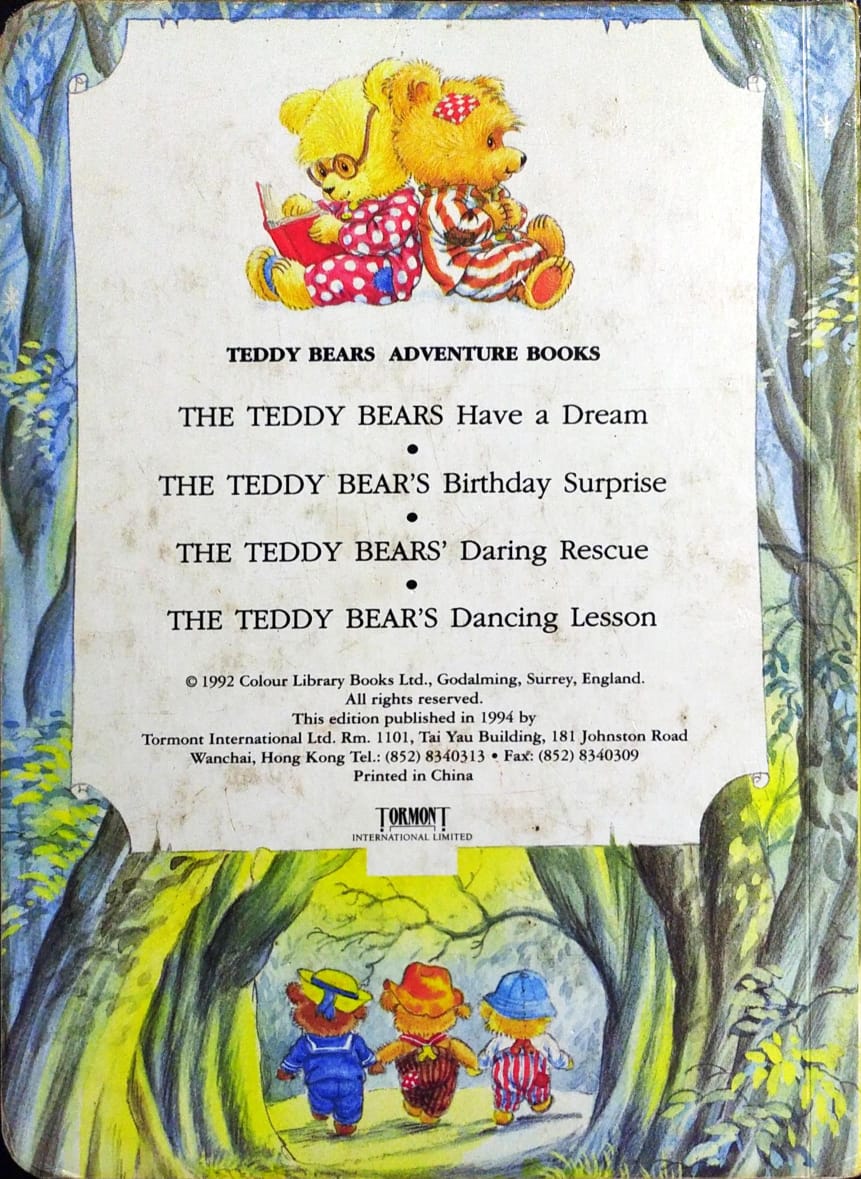 TEDDY BEARS ADVENTURE BOOKS
THE TEDDY BEARS Have a Dream
•
THE TEDDY BEAR'S Birthday Surprise
•
THE TEDDY BEARS' Daring Rescue
•
THE TEDDY BEAR'S Dancing Lesson
© 1992 Colour Library Books Ltd., Godalming, Surrey, England.
All rights reserved.
This edition published in 1994 by
Tormont International Ltd. Rm. 1101, Tai Yau Building, 181 Johnston Road
Wanchai, Hong Kong Tel.: (852) 8340313 • Fax: (852) 8340309
Printed in China
TORMONT
INTERNATIONAL LIMITED